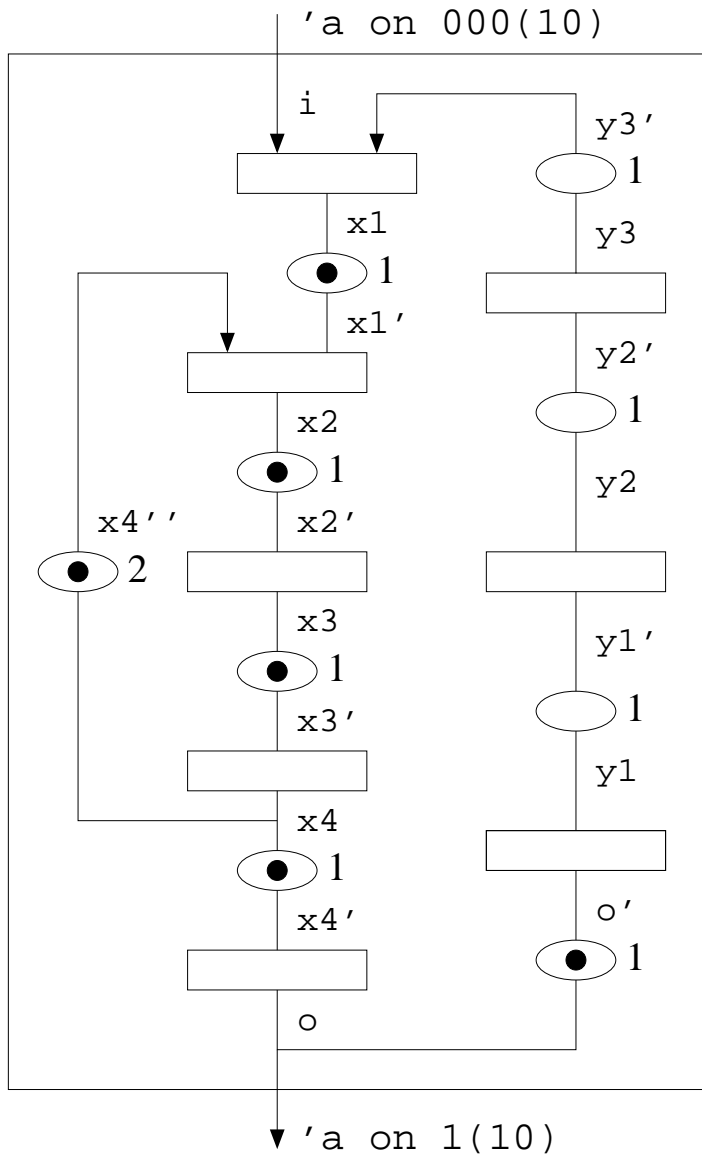 'a on 000(10)
i
y3'
1
x1
y3
1
x1'
y2'
x2
1
1
y2
x2'
x4''
2
x3
y1'
1
1
x3'
y1
x4
1
o'
x4'
1
o
'a on 1(10)